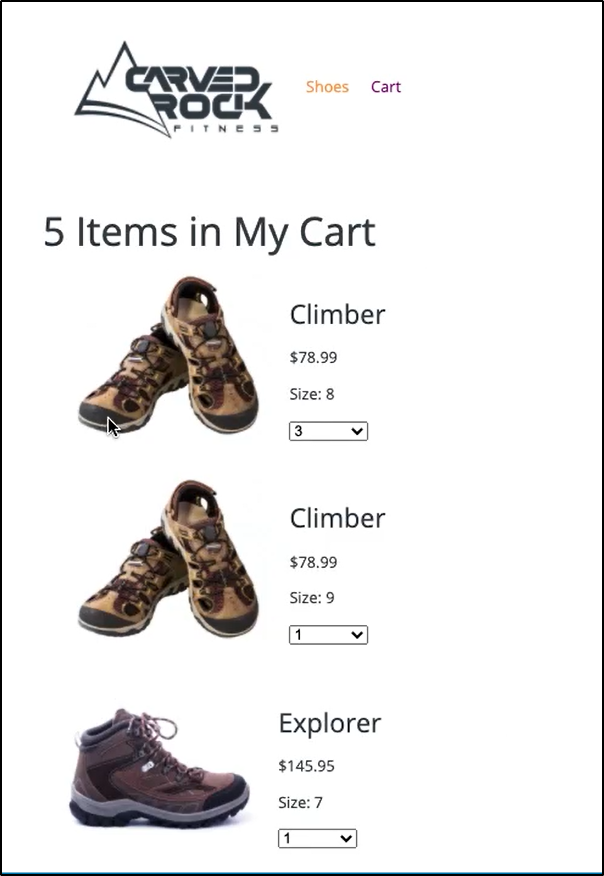 CARVED
ROCK
FITNESS
Shoes Cart
5 Items in My Cart
Climber
$78.99
Size: 8
3
Climber
$78.99
Size: 9
1
Explorer
$145.95
Size: 7
1